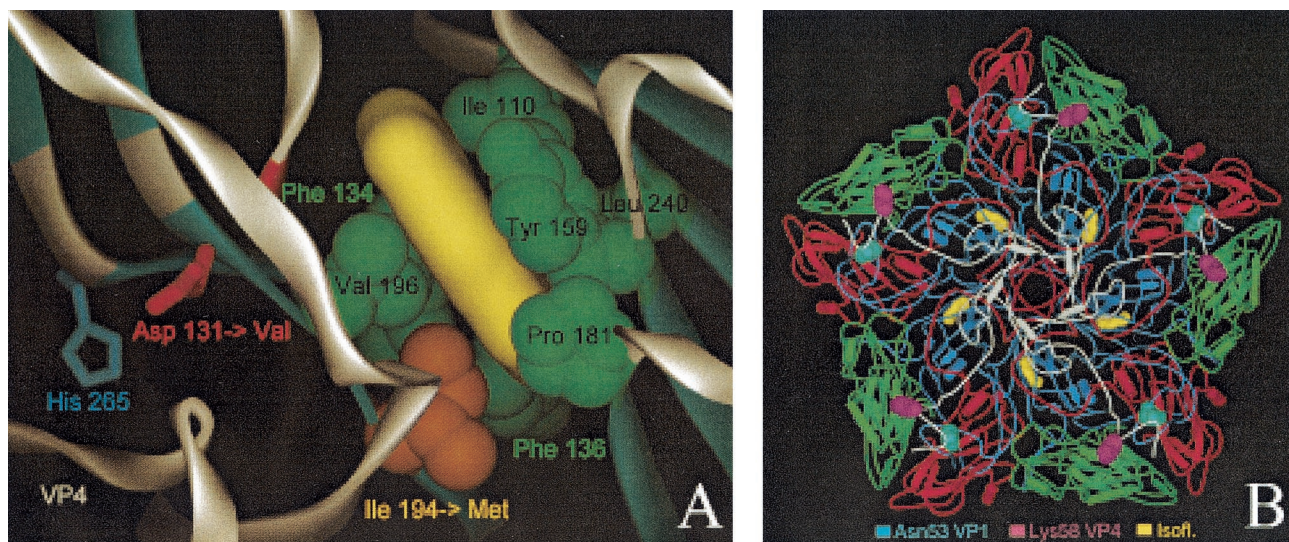 Ile 110
Phe 134
Leu 240
Tyr 159
Val 196
Asp 131-> Val
Pro 181
His 265
Phe 136
VP4
Ile 194-> Met
A
Asn53 VP1 Lys58 VP4 Isofl.
B